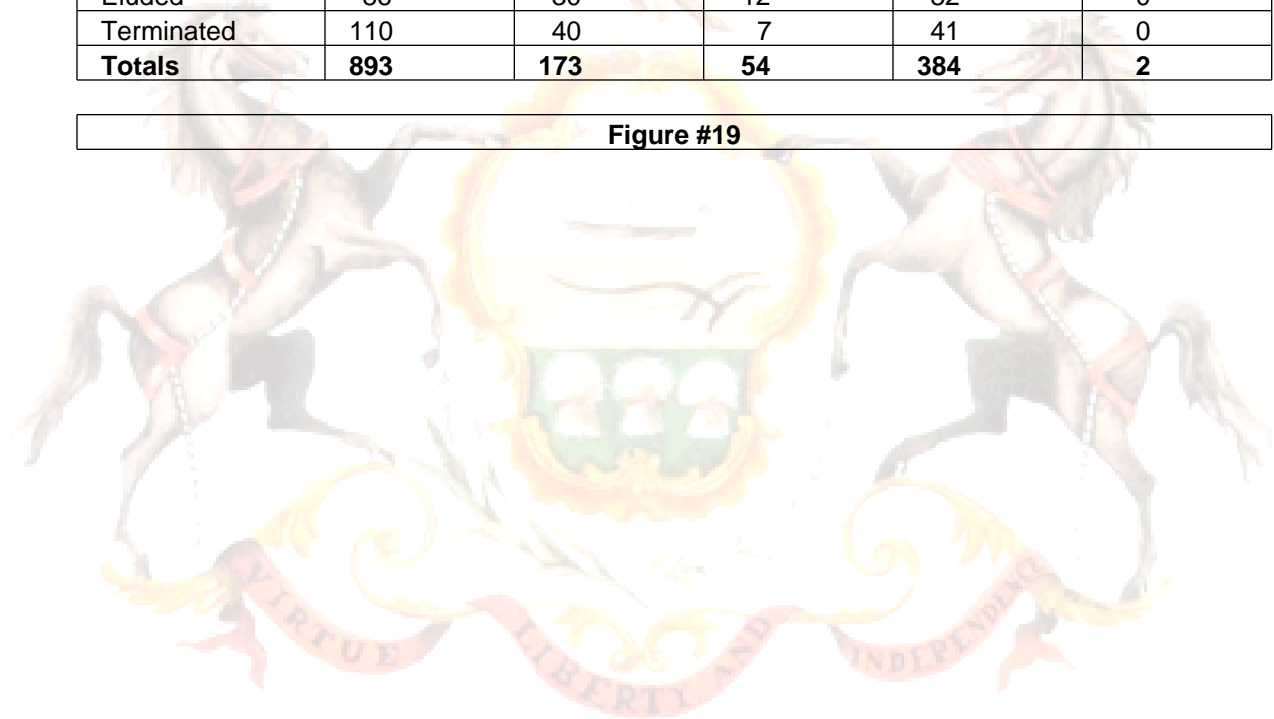 Terminated 110 40 7 41 0
Totals 893 173 54 384 2
Figure #19
VIRTUE LIBERTY AND INDEPENDENCE